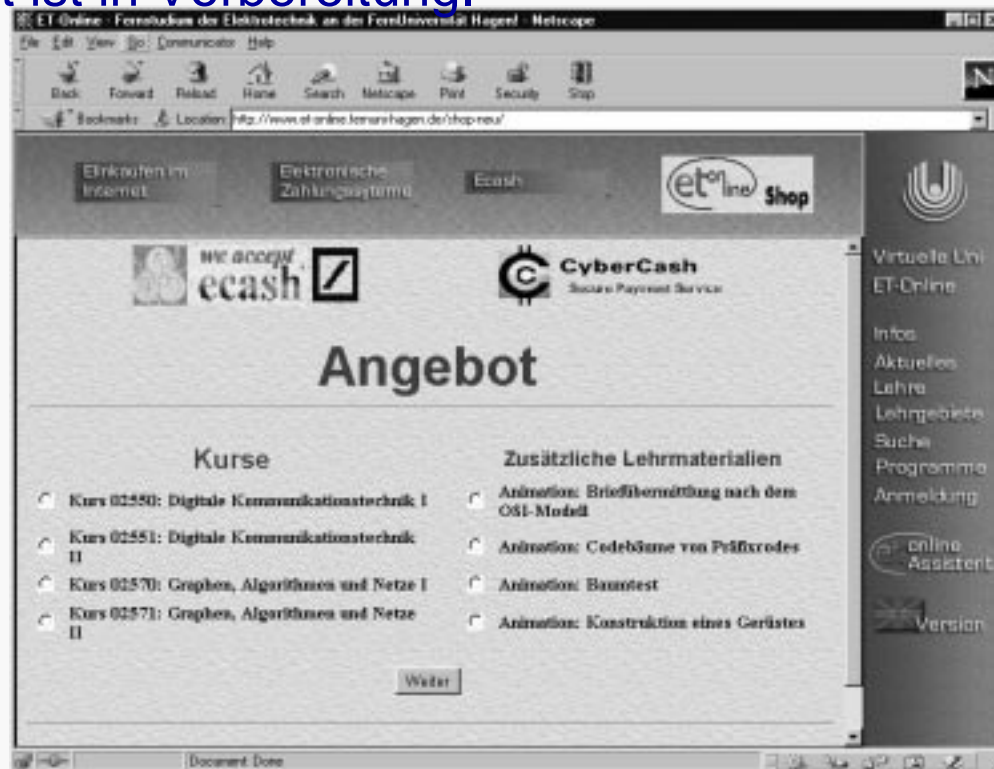 t ist in Vorbereitung.
ET-Online - Fernstudium der Elektrotechnik an der FernUniversität Hagen! - Netscape
File Edit View Go Communicator Help
Back Forward Reload Home Search Netscape Print Security Stop
Bookmarks Location: http://www.et-online.fernuni-hagen.de/shop-neu/
Einkaufen im
Internet
Elektronische
Zahlungssysteme
Ecash
et online Shop
we accept
ecash
CyberCash
Secure Payment Service
Angebot
Kurse
Kurs 02550: Digitale Kommunikationstechnik I
Kurs 02551: Digitale Kommunikationstechnik
II
Kurs 02570: Graphen, Algorithmen und Netze I
Kurs 02571: Graphen, Algorithmen und Netze
II
Zusätzliche Lehrmaterialien
Animation: Briefübermittlung nach dem
OSI-Modell
Animation: Codebäume von Präfixcodes
Animation: Baumtest
Animation: Konstruktion eines Gerüstes
Weiter
Virtuelle Uni
ET-Online
Infos
Aktuelles
Lehre
Lehrgebiete
Suche
Programme
Anmeldung
online
Assistent
Version
Document: Done